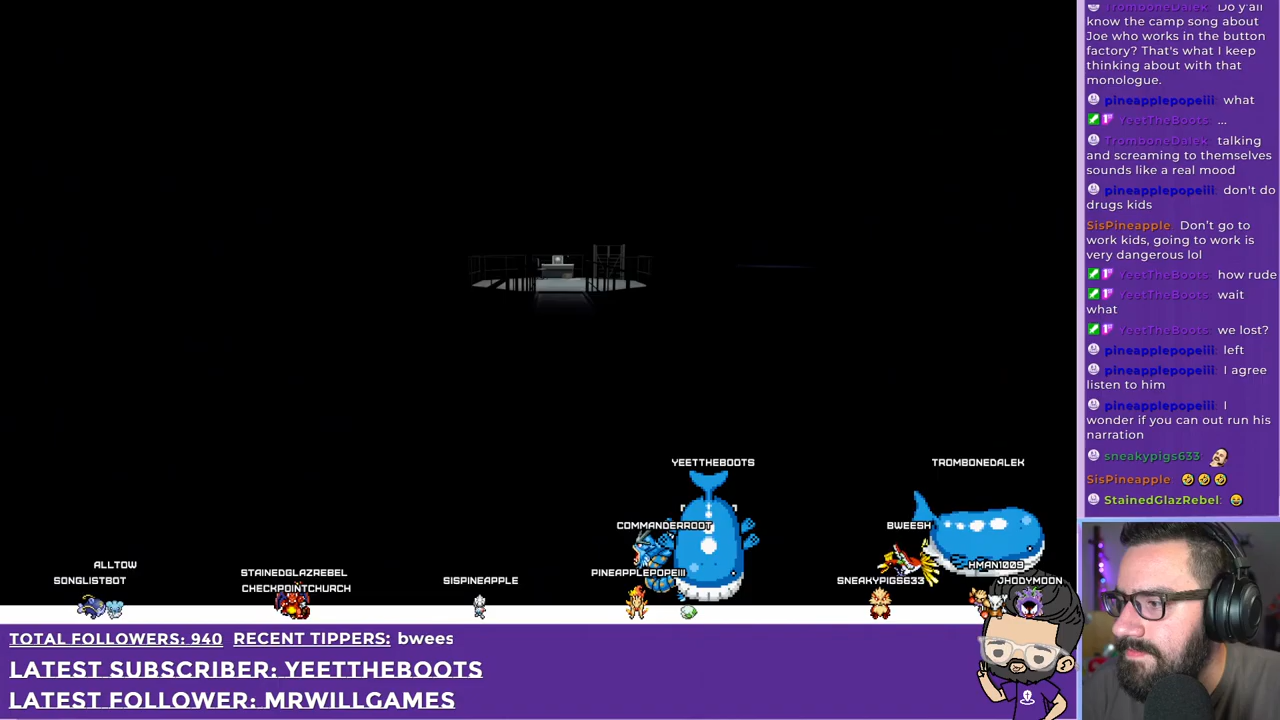 TromboneDalek: Do y'all
know the camp song about
Joe who works in the button
factory? That's what I keep
thinking about with that
monologue.
pineapplepopeiii: what
YeetTheBoots: ...
TromboneDalek: talking
and screaming to themselves
sounds like a real mood
pineapplepopeiii: don't do
drugs kids
SisPineapple: Don't go to
work kids, going to work is
very dangerous lol
YeetTheBoots: how rude
YeetTheBoots: wait
what
YeetTheBoots: we lost?
pineapplepopeiii: left
pineapplepopeiii: I agree
listen to him
pineapplepopeiii: I
wonder if you can out run his
narration
sneakypigs633:
SisPineapple:
StainedGlazRebel:
YEETTHEBOOTS
TROMBONEDALEK
COMMANDERROOT
BWEESH
ALLTOW
SONGLISTBOT
STAINEDGLAZREBEL
CHECKPOINTCHURCH
SISPINEAPPLE
PINEAPPLEPOPEIII
SNEAKYPIGS633
HMAN1009
JHODYMOON
TOTAL FOLLOWERS: 940 RECENT TIPPERS: bwees
LATEST SUBSCRIBER: YEETTHEBOOTS
LATEST FOLLOWER: MRWILLGAMES